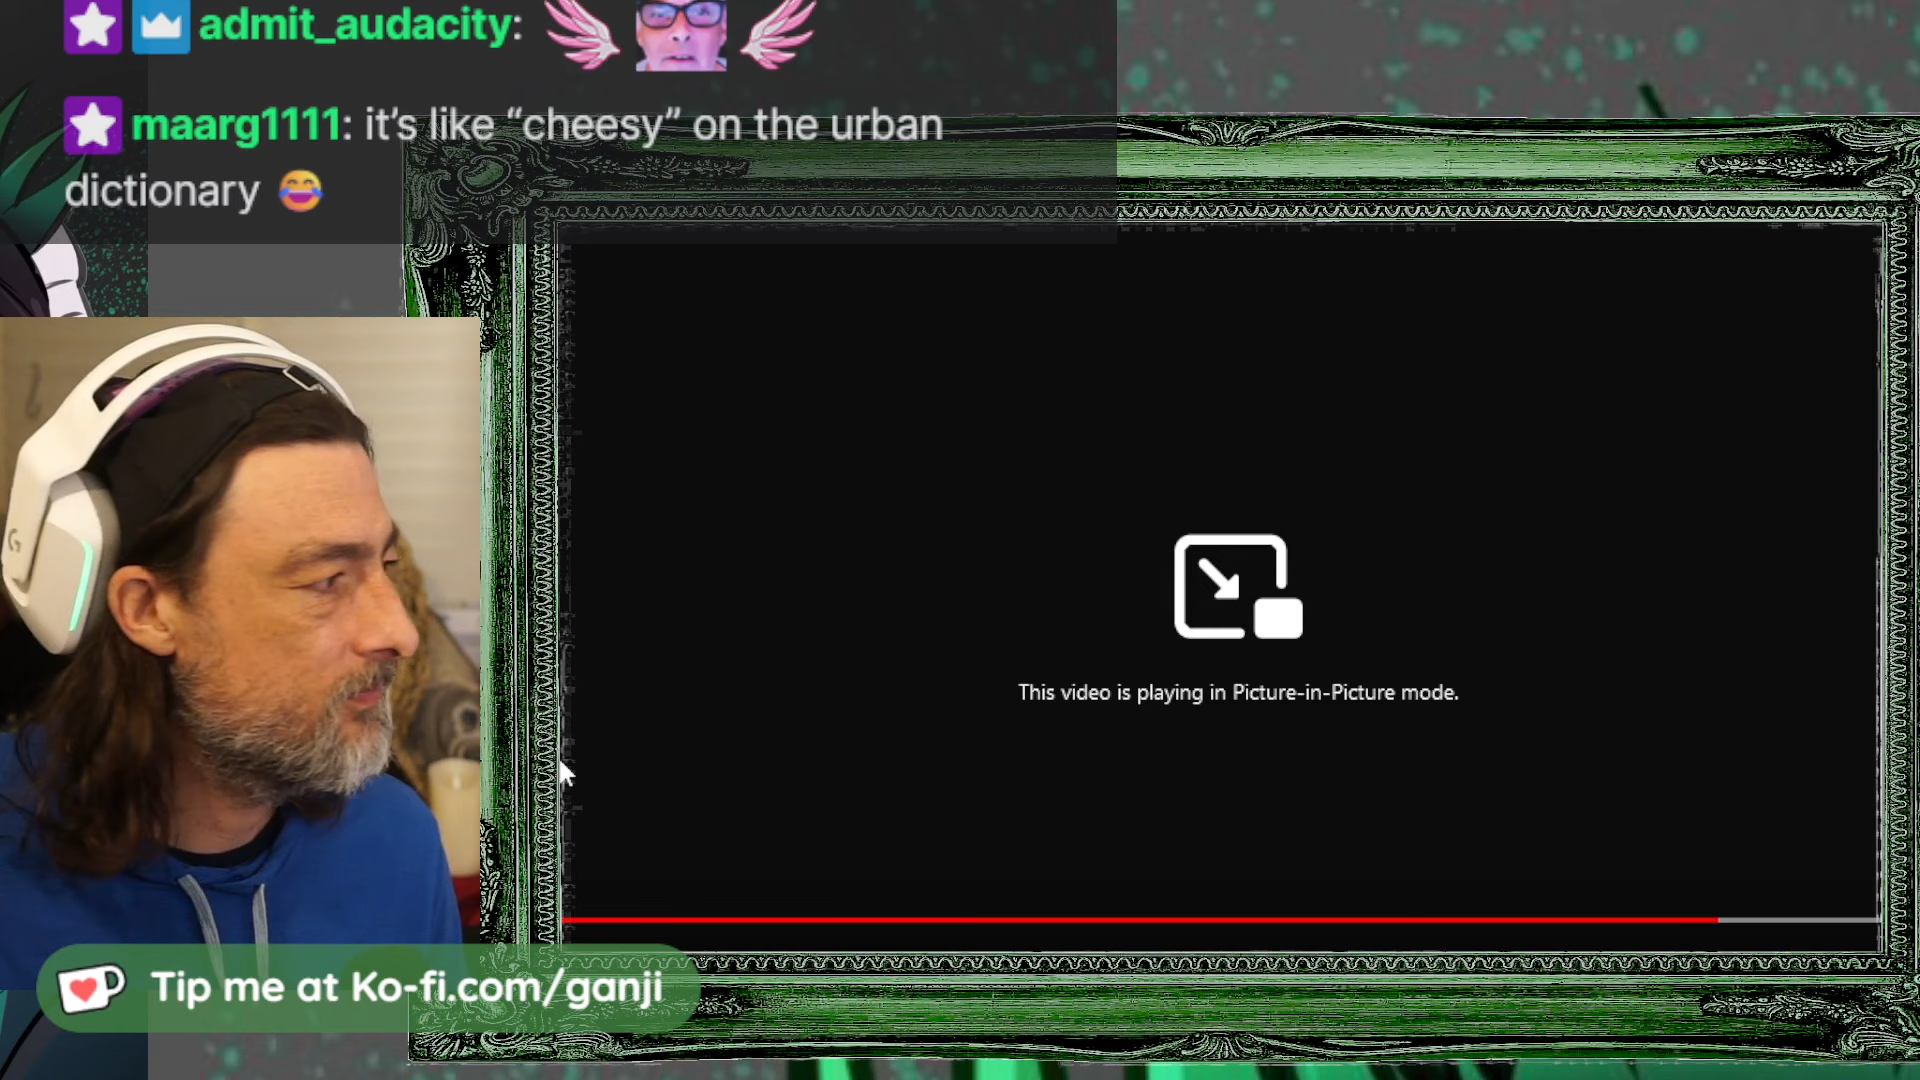 admit_audacity:
maarg1111: it’s like “cheesy” on the urban
dictionary 😂
This video is playing in Picture-in-Picture mode.
Tip me at Ko-fi.com/ganji